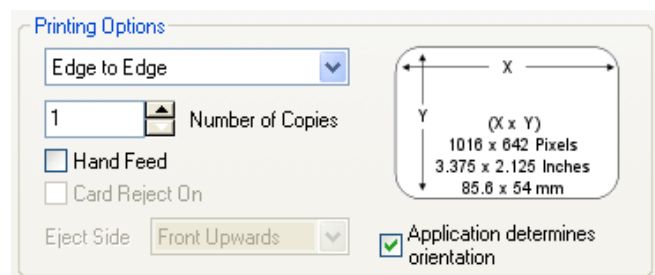 Printing Options
Edge to Edge
1 Number of Copies
Hand Feed
Card Reject On
Eject Side Front Upwards
X
Y
(X x Y)
1016 x 642 Pixels
3.375 x 2.125 Inches
85.6 x 54 mm
Application determines
orientation